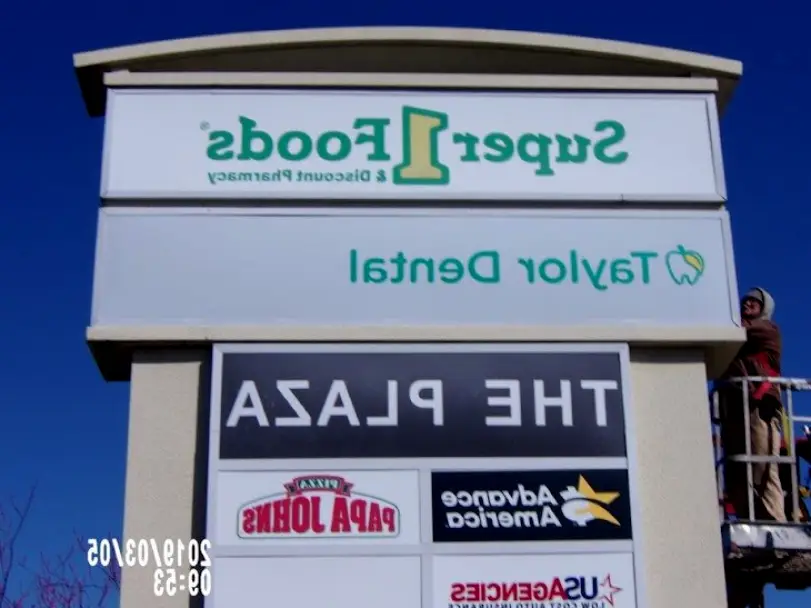 Super 1 Foods®
& Discount Pharmacy
Taylor Dental
THE PLAZA
Advance America
PIZZA
PAPA JOHNS
USAGENCIES
LOW COST AUTO INSURANCE
2019/03/05
09:53